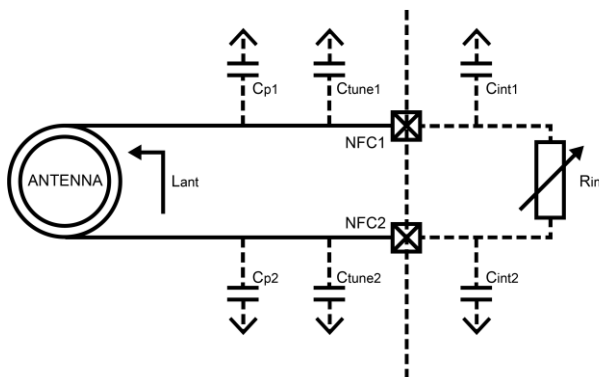 Cp1
Ctune1
Cint1
NFC1
ANTENNA
Lant
Rin
NFC2
Cp2
Ctune2
Cint2